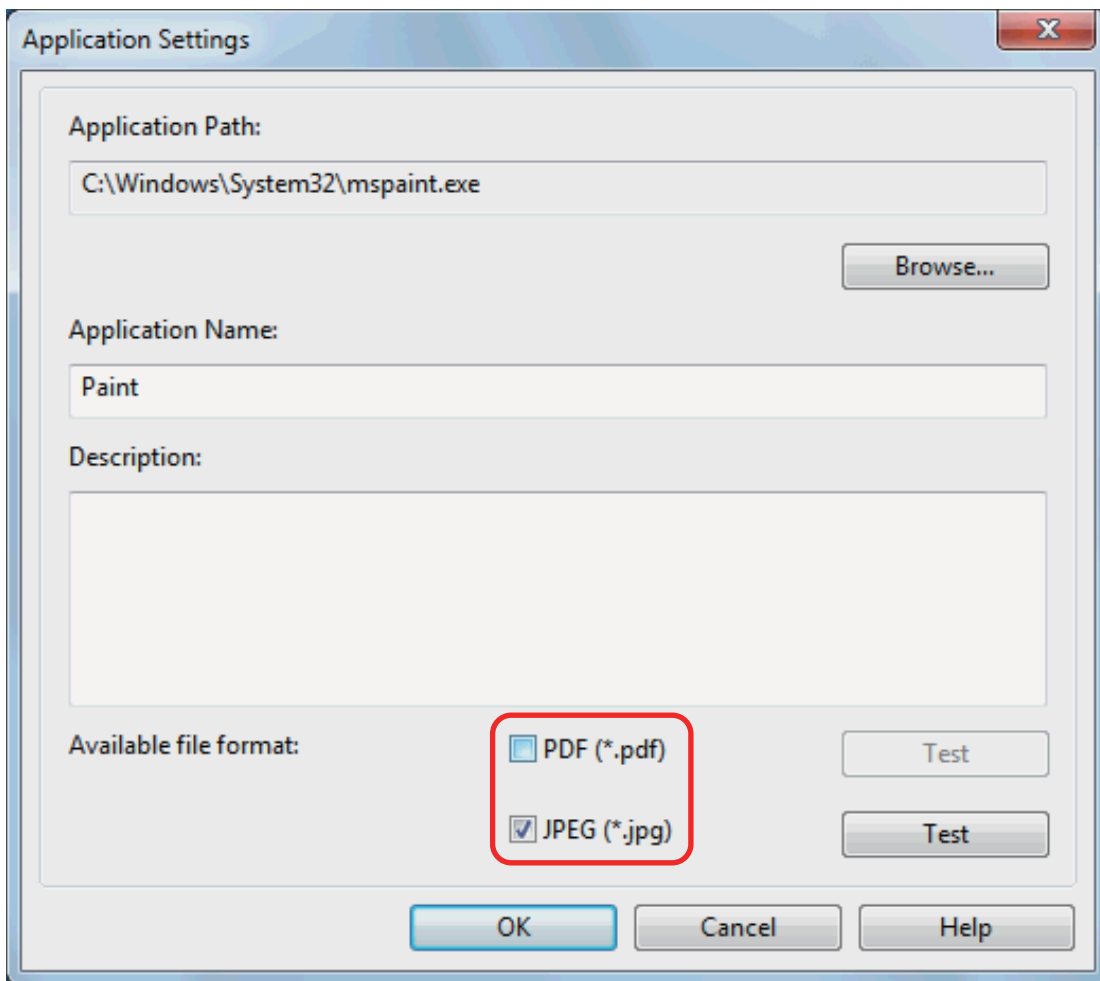 Application Settings
Application Path:
C:\Windows\System32\mspaint.exe
Browse...
Application Name:
Paint
Description:
Available file format:
PDF (*.pdf)
Test
JPEG (*.jpg)
Test
OK
Cancel
Help